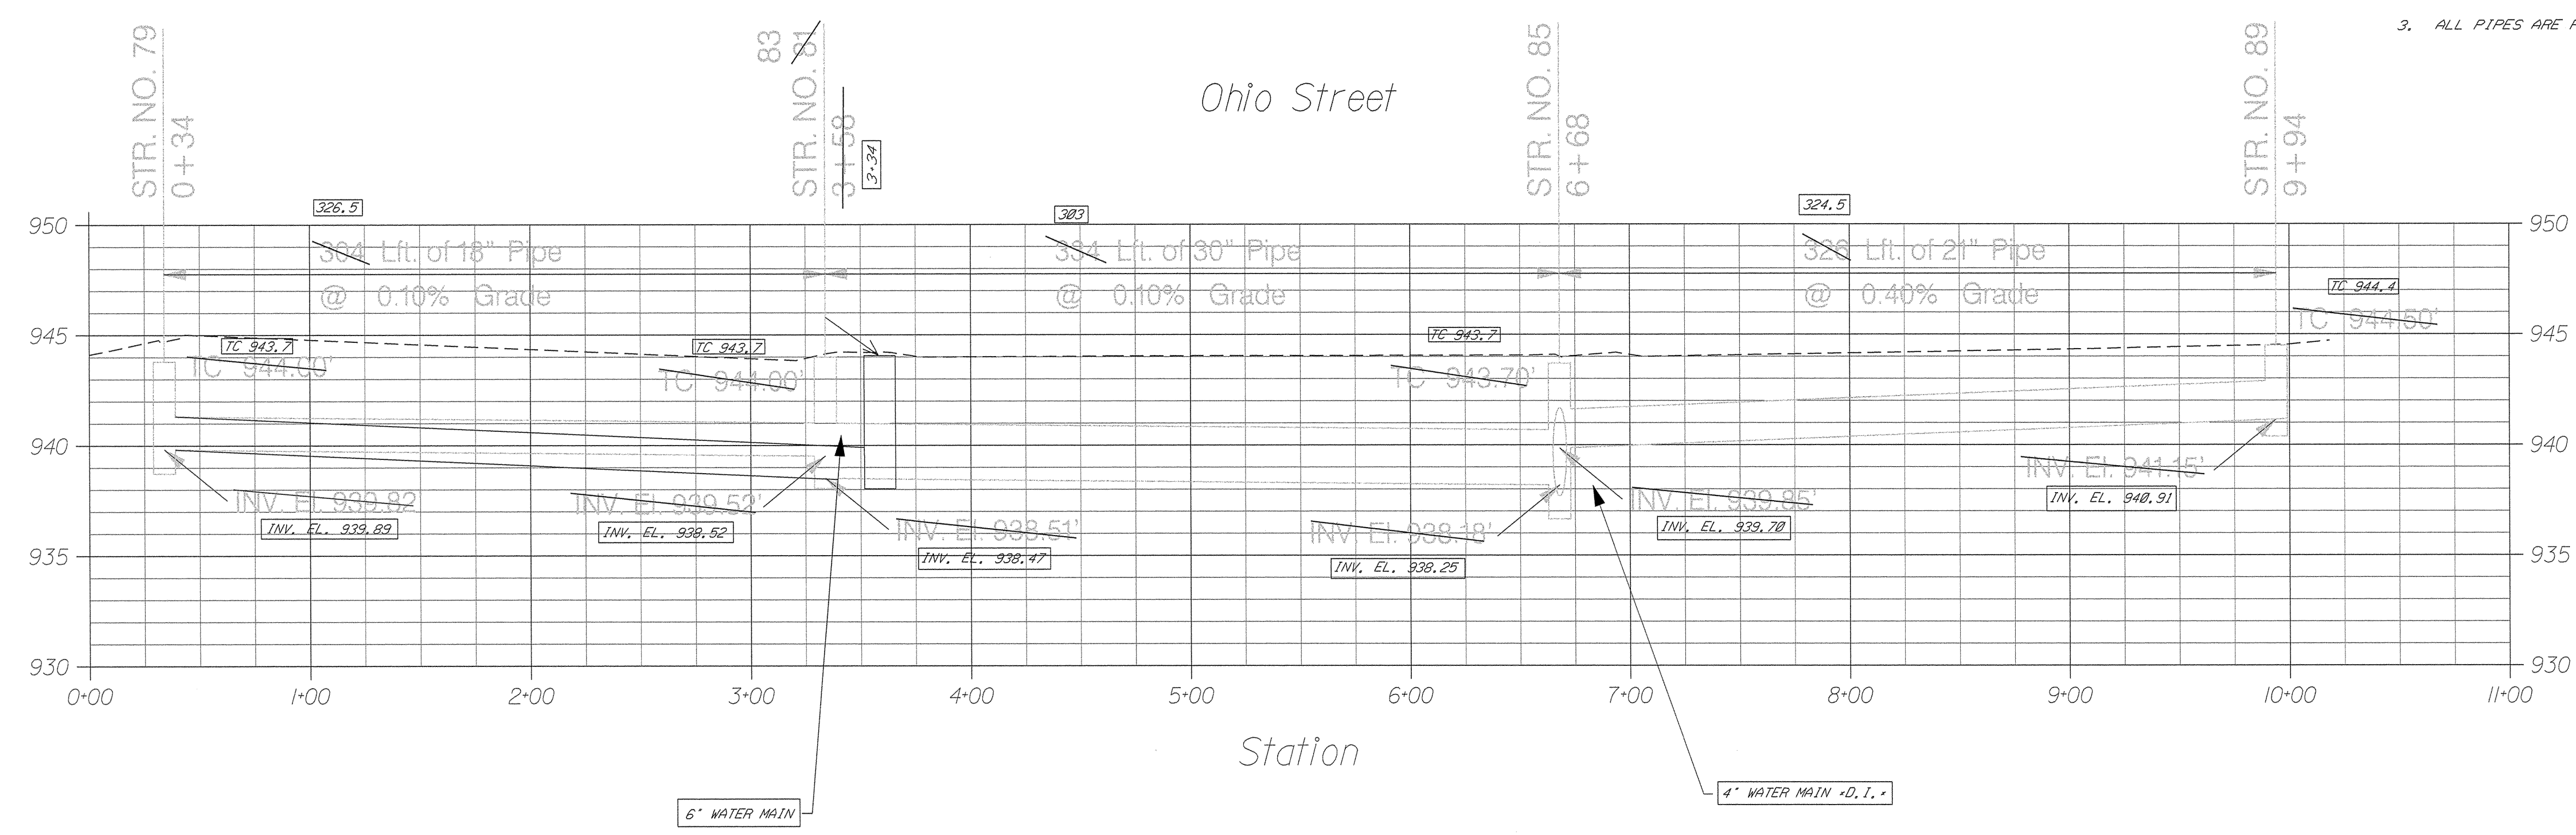 3. ALL PIPES ARE
STR. NO. 79
0+34
83
STR. NO. 81
3+58
3+34
Ohio Street
STR. NO. 85
6+68
STR. NO. 89
9+94
326.5
304 Lft. of 18" Pipe
@ 0.10% Grade
303
334 Lft. of 30" Pipe
@ 0.10% Grade
324.5
326 Lft. of 21" Pipe
@ 0.40% Grade
950
950
945
945
940
940
935
935
930
930
TC 943.7
TC 944.00'
TC 943.7
TC 944.00'
TC 943.7
TC 943.70'
TC 944.4
TC 944.50'
INV. El. 939.82
INV. EL. 939.89
INV. El. 939.52'
INV. EL. 938.52
INV. El. 938.51'
INV. EL. 938.47
INV. El. 938.18'
INV. EL. 938.25
INV. El. 939.85'
INV. EL. 939.70
INV. El. 941.15'
INV. EL. 940.91
0+00
1+00
2+00
3+00
4+00
5+00
6+00
7+00
8+00
9+00
10+00
11+00
Station
6" WATER MAIN
4" WATER MAIN "D.I."